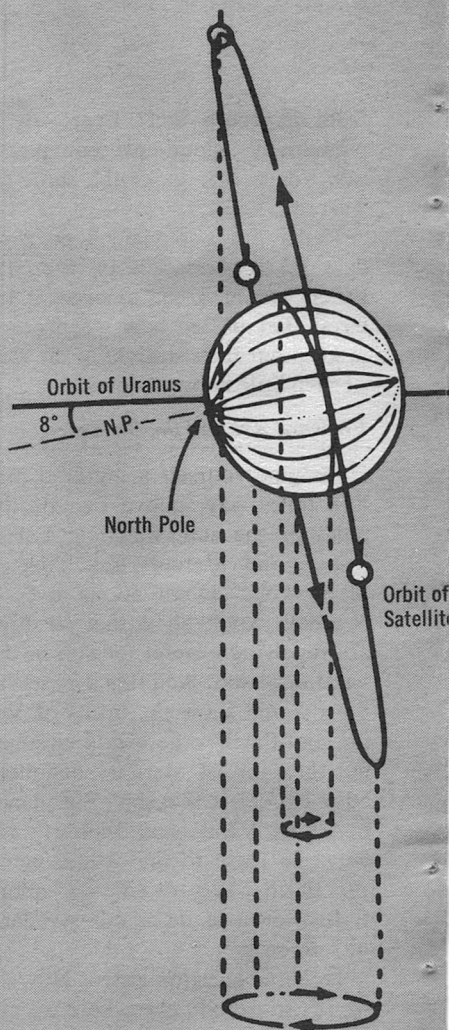 Orbit of Uranus
8°
N.P.
North Pole
Orbit of
Satellite